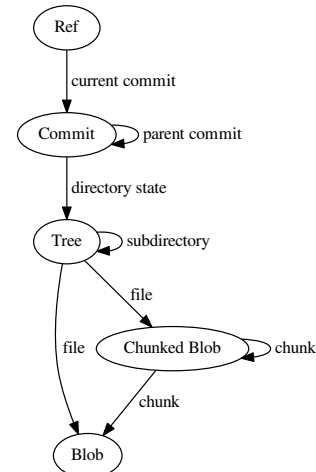 Ref
current commit
Commit
parent commit
directory state
Tree
subdirectory
file
file
Chunked Blob
chunk
chunk
Blob